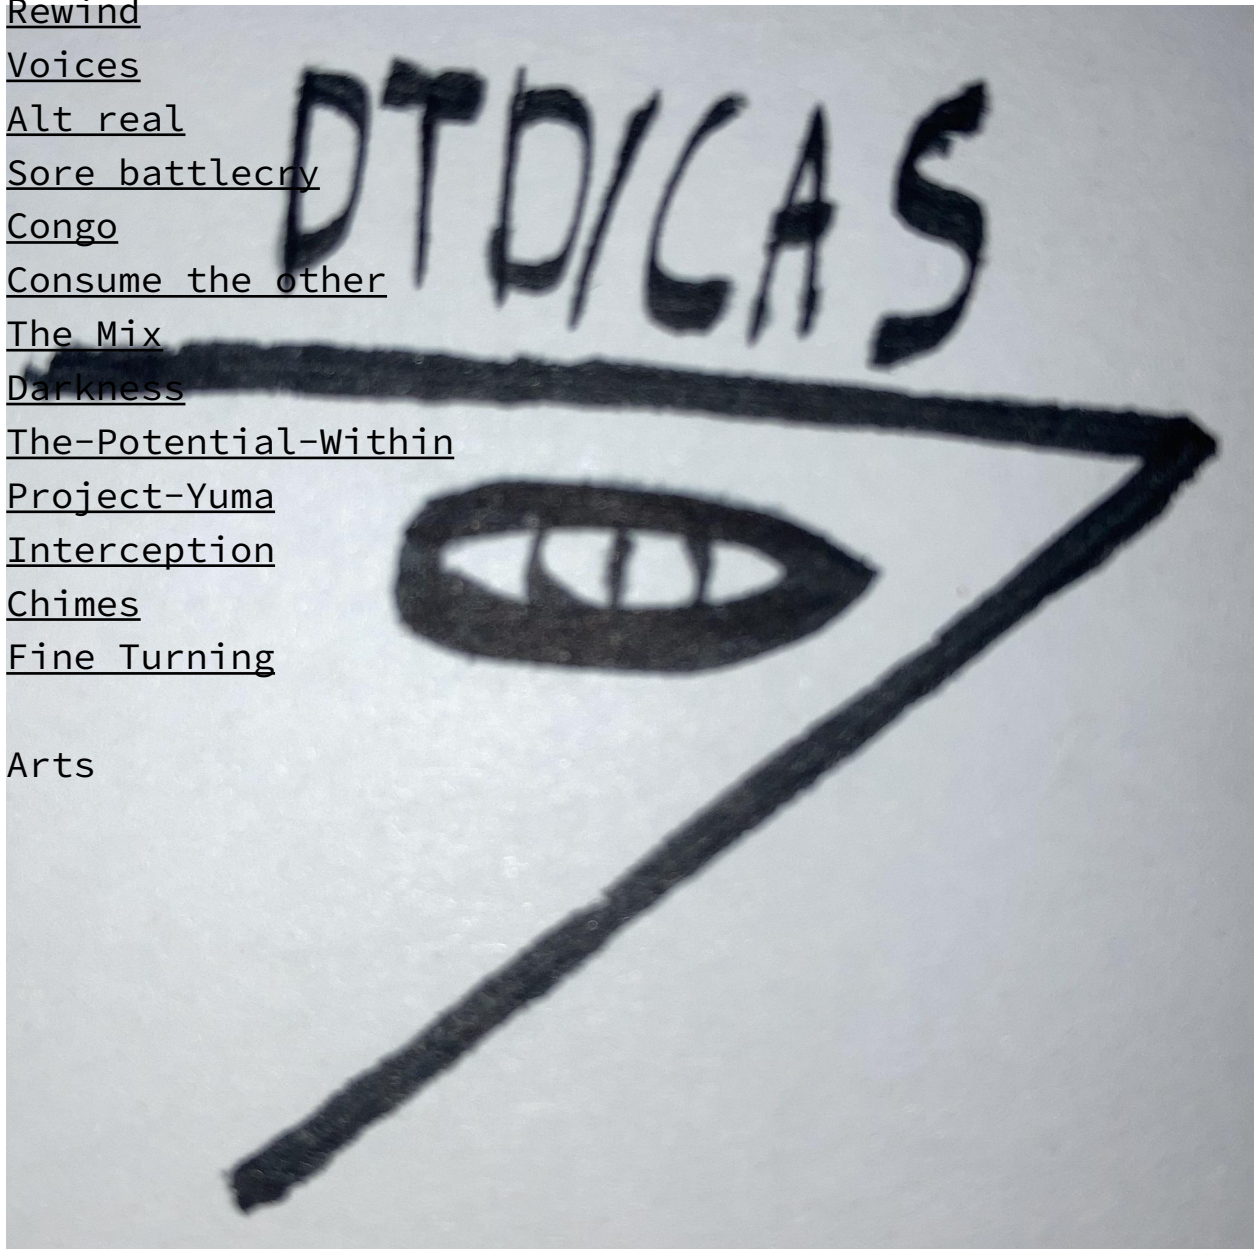 Rewind
Voices
Alt real
Sore battlecry
Congo
Consume the other
The Mix
Darkness
The-Potential-Within
Project-Yuma
Interception
Chimes
Fine Turning
Arts
DTD/CAS